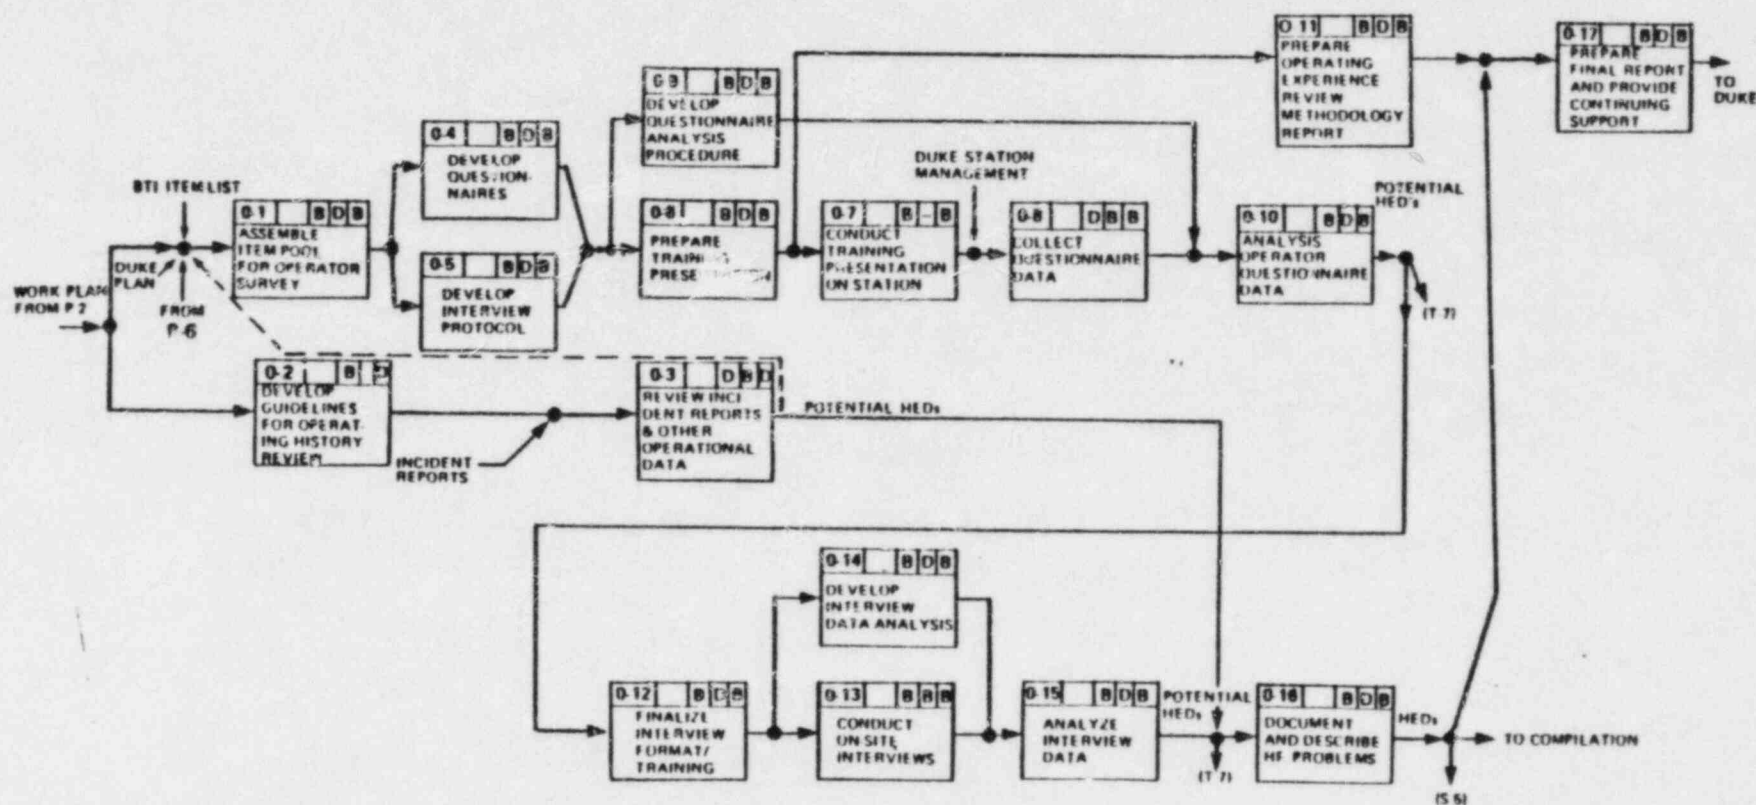 0-11 B D B
PREPARE
OPERATING
EXPERIENCE
REVIEW
METHODOLOGY
REPORT
0-17 B D B
PREPARE
FINAL REPORT
AND PROVIDE
CONTINUING
SUPPORT
TO
DUKE
B D B
DEVELOP
QUESTIONNAIRE
ANALYSIS
PROCEDURE
0-4 B D B
DEVELOP
QUESTION-
NAIRES
BTI ITEM LIST
0-1 B D B
ASSEMBLE
ITEM POOL
FOR OPERATOR
SURVEY
DUKE
PLAN
FROM
P-6
WORK PLAN
FROM P 2
0-5 B D B
DEVELOP
INTERVIEW
PROTOCOL
B D B
PREPARE
0-7 B - B
CONDUCT
TRAINING
PRESENTATION
ON STATION
DUKE STATION
MANAGEMENT
0-8 D B B
COLLECT
QUESTIONNAIRE
DATA
0-10 B D B
ANALYSIS
OPERATOR
QUESTIONNAIRE
DATA
POTENTIAL
HED's
(T 7)
0-2 B D
DEVELOP
GUIDELINES
FOR OPERAT-
ING HISTORY
REVIEW
INCIDENT
REPORTS
0-3 D B D
REVIEW INCI
DENT REPORTS
& OTHER
OPERATIONAL
DATA
POTENTIAL HEDs
0-14 B D B
DEVELOP
INTERVIEW
DATA ANALYSIS
0-12 B D B
FINALIZE
INTERVIEW
FORMAT/
TRAINING
0-13 B B B
CONDUCT
ON SITE
INTERVIEWS
0-15 B D B
ANALYZE
INTERVIEW
DATA
POTENTIAL
HEDs
(T 7)
0-16 B D B
DOCUMENT
AND DESCRIBE
HF PROBLEMS
HEDs
TO COMPILATION
(S 5)